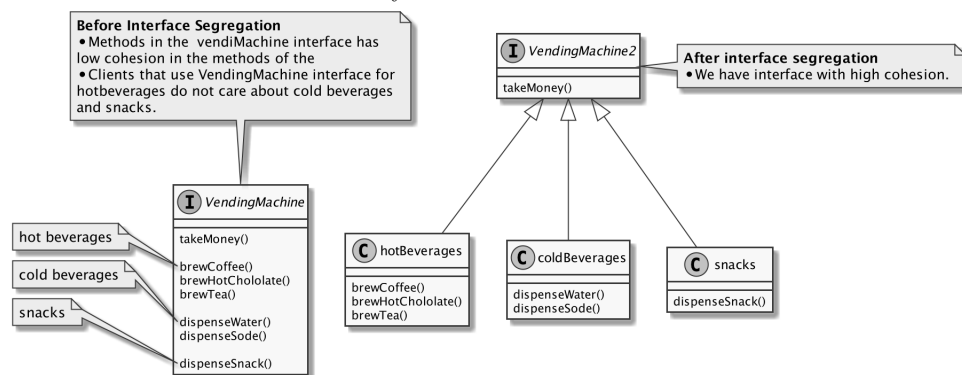 Before Interface Segregation
•Methods in the vendiMachine interface has
low cohesion in the methods of the
•Clients that use VendingMachine interface for
hotbeverages do not care about cold beverages
and snacks.
I VendingMachine2
takeMoney()
After interface segregation
•We have interface with high cohesion.
I VendingMachine
takeMoney()
brewCoffee()
brewHotChololate()
brewTea()
dispenseWater()
dispenseSode()
dispenseSnack()
hot beverages
cold beverages
snacks
C hotBeverages
brewCoffee()
brewHotChololate()
brewTea()
C coldBeverages
dispenseWater()
dispenseSode()
C snacks
dispenseSnack()